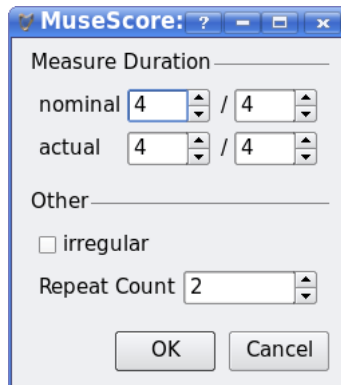 MuseScore: ?
Measure Duration
nominal 4 / 4
actual 4 / 4
Other
irregular
Repeat Count 2
OK Cancel